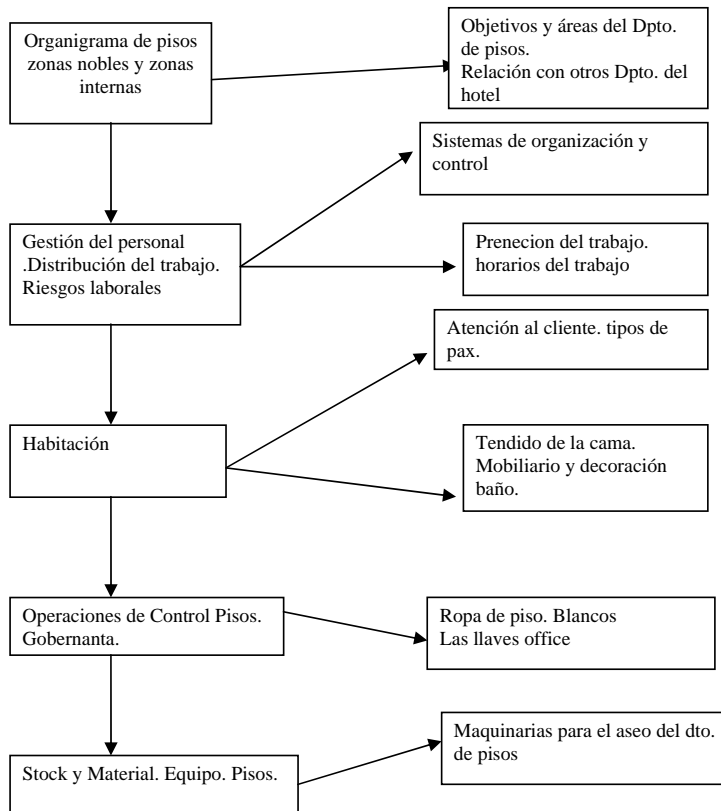 Organigrama de pisos
zonas nobles y zonas
internas
Objetivos y áreas del Dpto.
de pisos.
Relación con otros Dpto. del
hotel
Sistemas de organización y
control
Gestión del personal
.Distribución del trabajo.
Riesgos laborales
Prenecion del trabajo.
horarios del trabajo
Atención al cliente. tipos de
pax.
Habitación
Tendido de la cama.
Mobiliario y decoración
baño.
Operaciones de Control Pisos.
Gobernanta.
Ropa de piso. Blancos
Las llaves office
Maquinarias para el aseo del dto.
de pisos
Stock y Material. Equipo. Pisos.